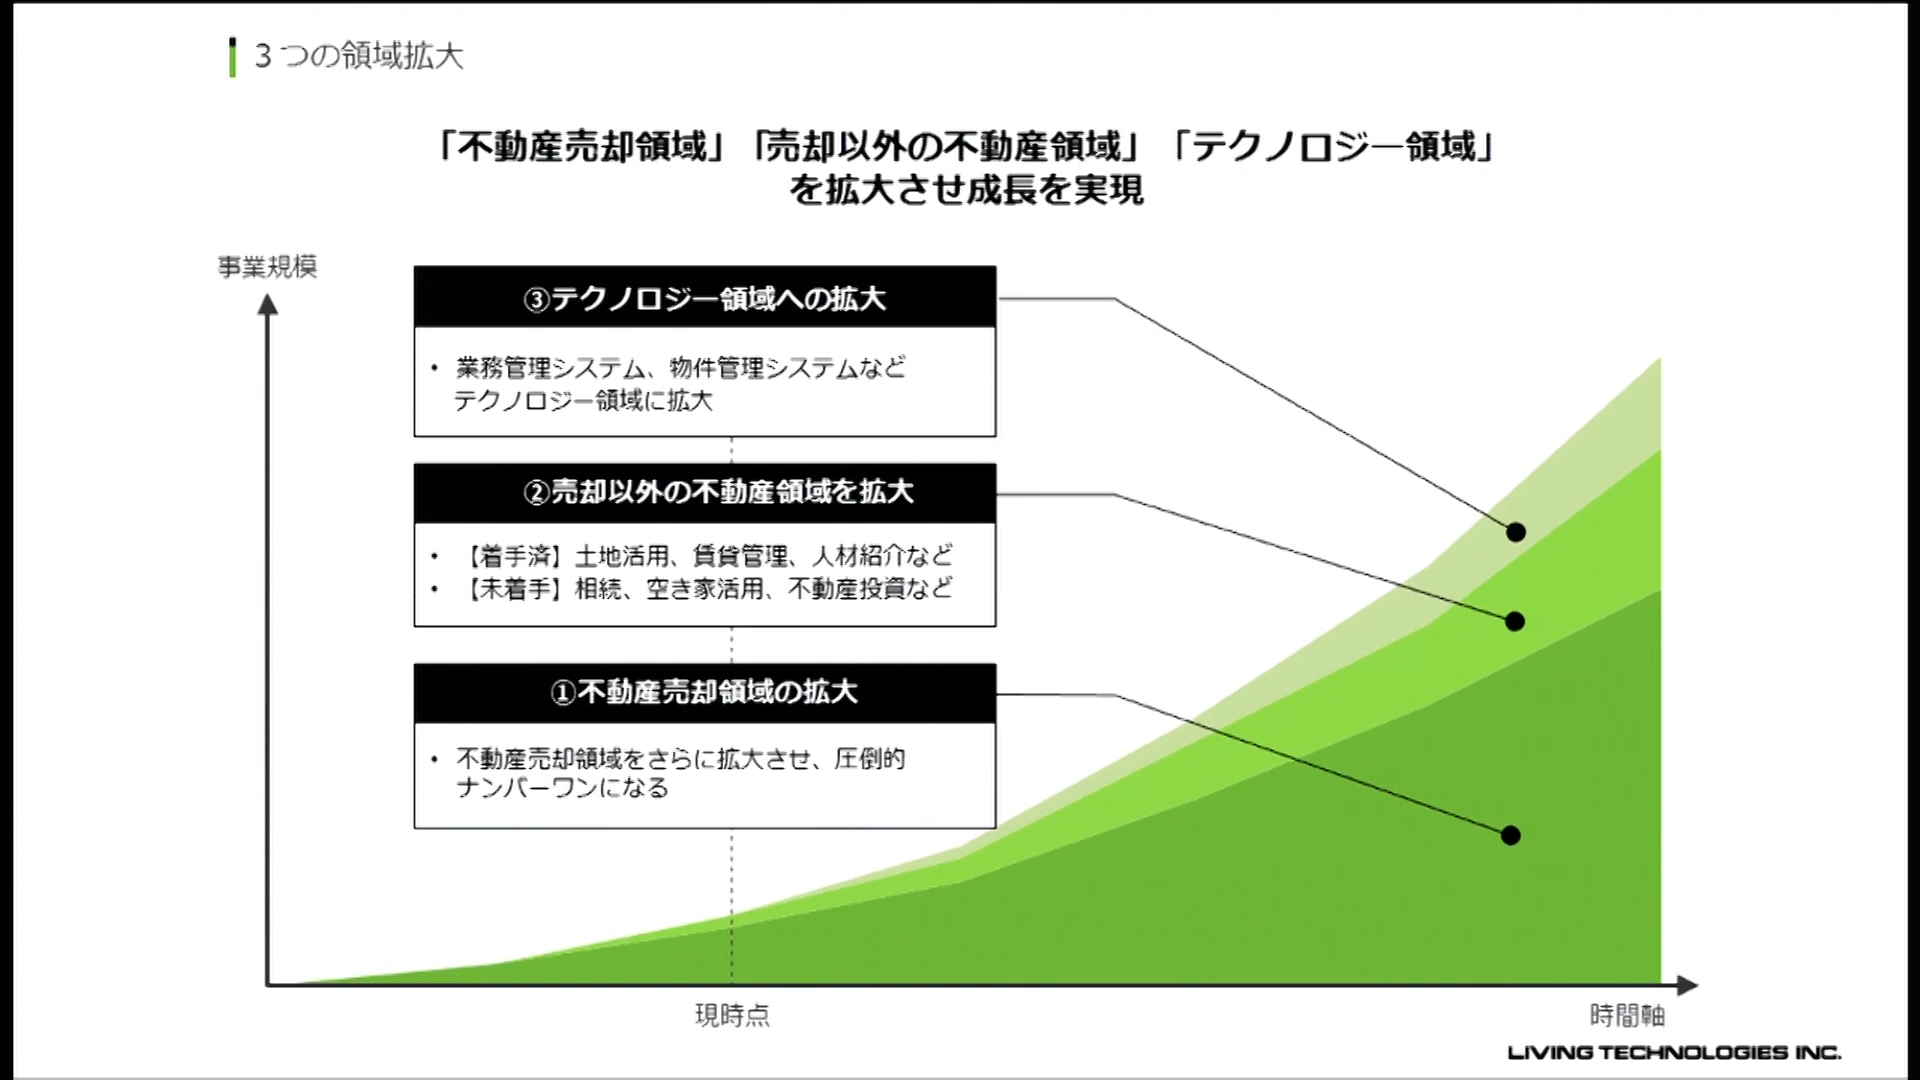 3つの領域拡大
「不動産売却領域」「売却以外の不動産領域」「テクノロジー領域」
を拡大させ成長を実現
事業規模
③テクノロジー領域への拡大
• 業務管理システム、物件管理システムなど
テクノロジー領域に拡大
②売却以外の不動産領域を拡大
• 【着手済】土地活用、賃貸管理、人材紹介など
• 【未着手】相続、空き家活用、不動産投資など
①不動産売却領域の拡大
• 不動産売却領域をさらに拡大させ、圧倒的
ナンバーワンになる
現時点
時間軸
LIVING TECHNOLOGIES INC.